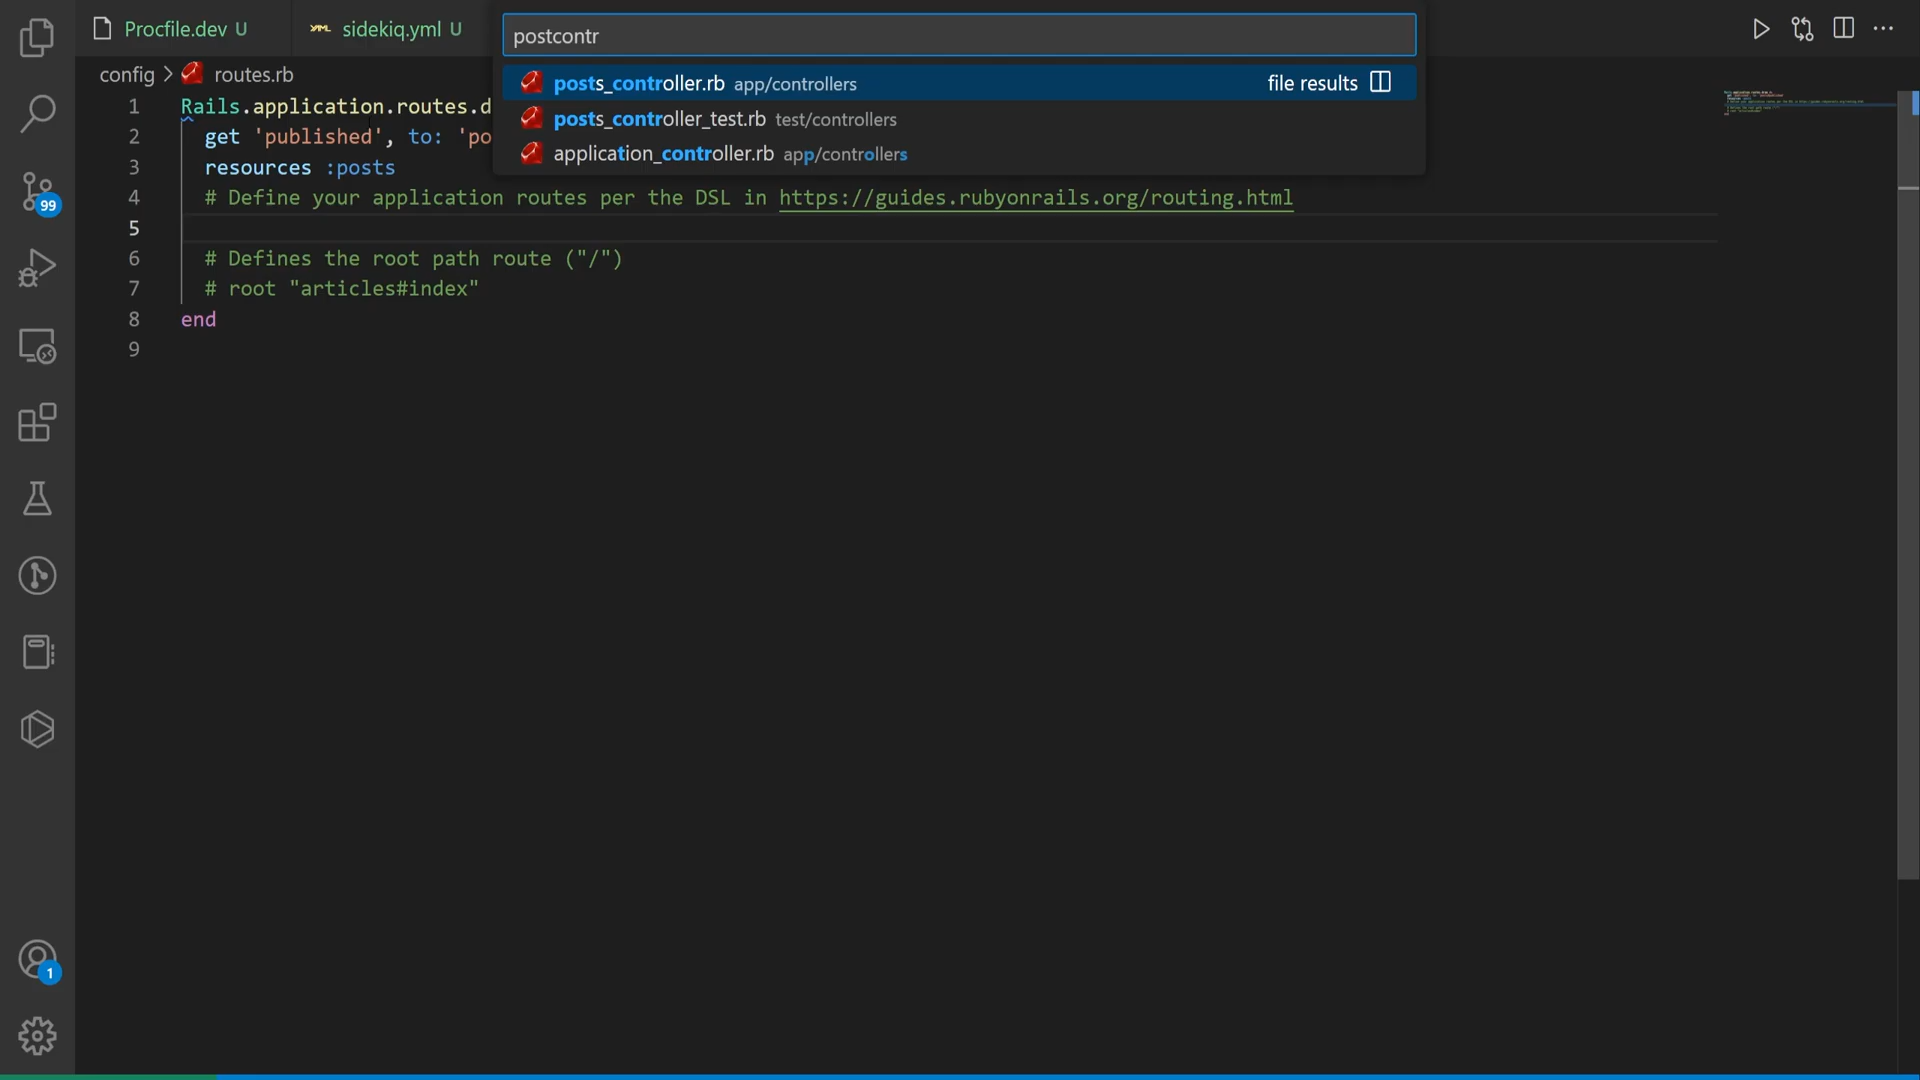 Procfile.dev U
sidekiq.yml U
postcontr
config > routes.rb
posts_controller.rb app/controllers file results
posts_controller_test.rb test/controllers
application_controller.rb app/controllers
1 Rails.application.routes.d
2 get 'published', to: 'po
3 resources :posts
4 # Define your application routes per the DSL in https://guides.rubyonrails.org/routing.html
5
6 # Defines the root path route ("/")
7 # root "articles#index"
8 end
9
99
1